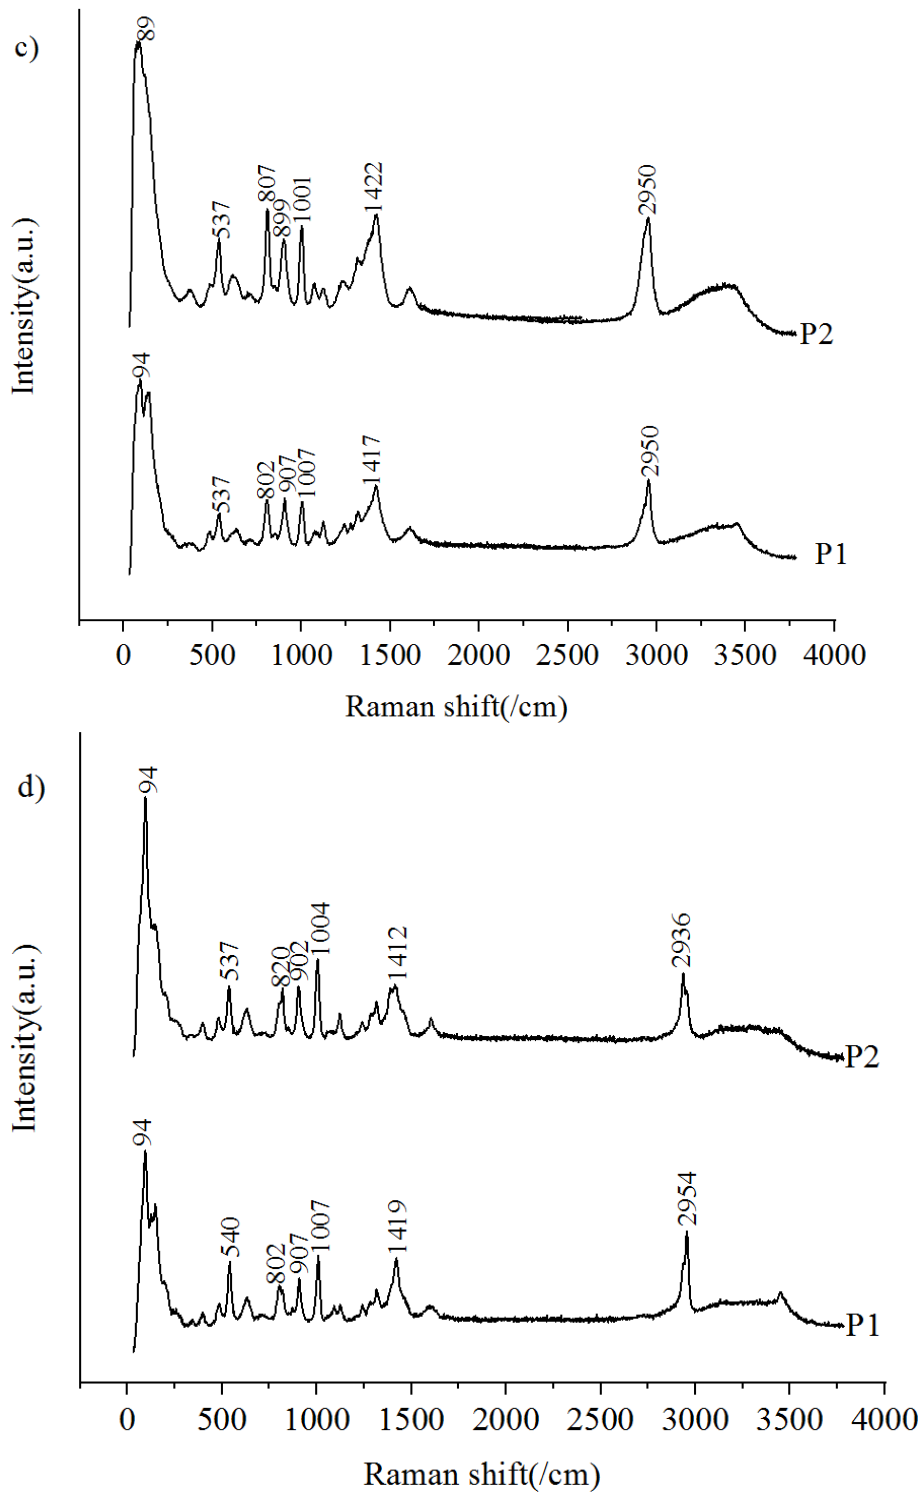 c)
89
537
807
899
1001
1422
2950
P2
94
537
802
907
1007
1417
2950
P1
Intensity(a.u.)
0 500 1000 1500 2000 2500 3000 3500 4000
Raman shift(/cm)
d)
94
537
820
902
1004
1412
2936
P2
94
540
802
907
1007
1419
2954
P1
Intensity(a.u.)
0 500 1000 1500 2000 2500 3000 3500 4000
Raman shift(/cm)